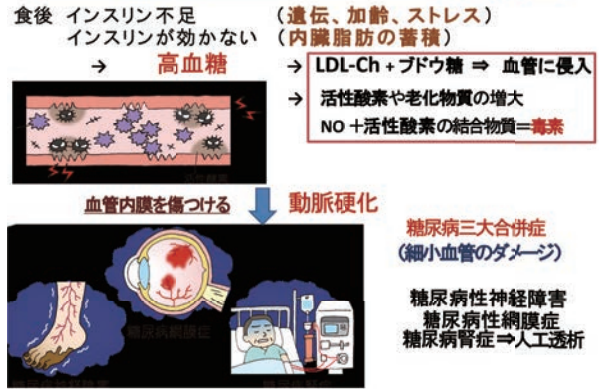 食後 インスリン不足 （遺伝、加齢、ストレス）
インスリンが効かない （内臓脂肪の蓄積）
→ 高血糖 → LDL-Ch + ブドウ糖 ⇒ 血管に侵入
→ 活性酸素や老化物質の増大
NO＋活性酸素の結合物質＝毒素
活性酸素
血管内膜を傷つける 動脈硬化
糖尿病三大合併症
（細小血管のダメージ）
糖尿病性神経障害
糖尿病性網膜症
糖尿病腎症⇒人工透析
糖尿病網膜症